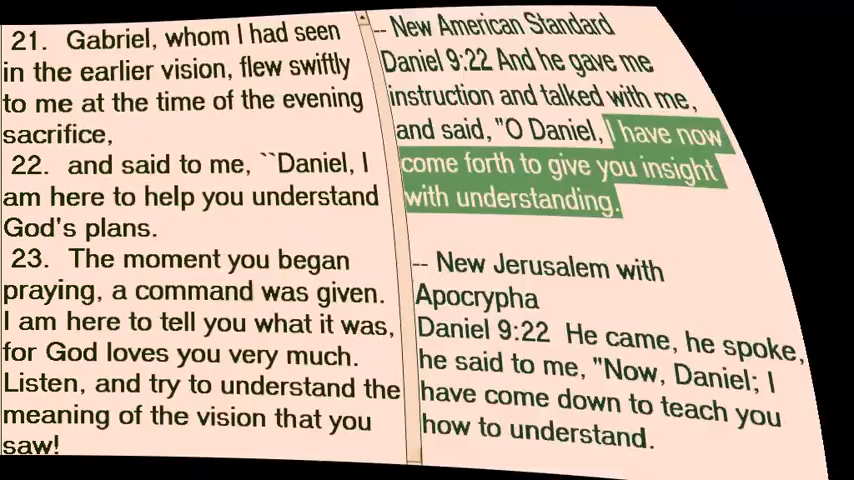 21. Gabriel, whom I had seen
in the earlier vision, flew swiftly
to me at the time of the evening
sacrifice,
22. and said to me, ``Daniel, I
am here to help you understand
God's plans.
23. The moment you began
praying, a command was given.
I am here to tell you what it was,
for God loves you very much.
Listen, and try to understand the
meaning of the vision that you
saw!
-- New American Standard
Daniel 9:22 And he gave me
instruction and talked with me,
and said, "O Daniel, I have now
come forth to give you insight
with understanding.
-- New Jerusalem with
Apocrypha
Daniel 9:22 He came, he spoke,
he said to me, "Now, Daniel; I
have come down to teach you
how to understand.